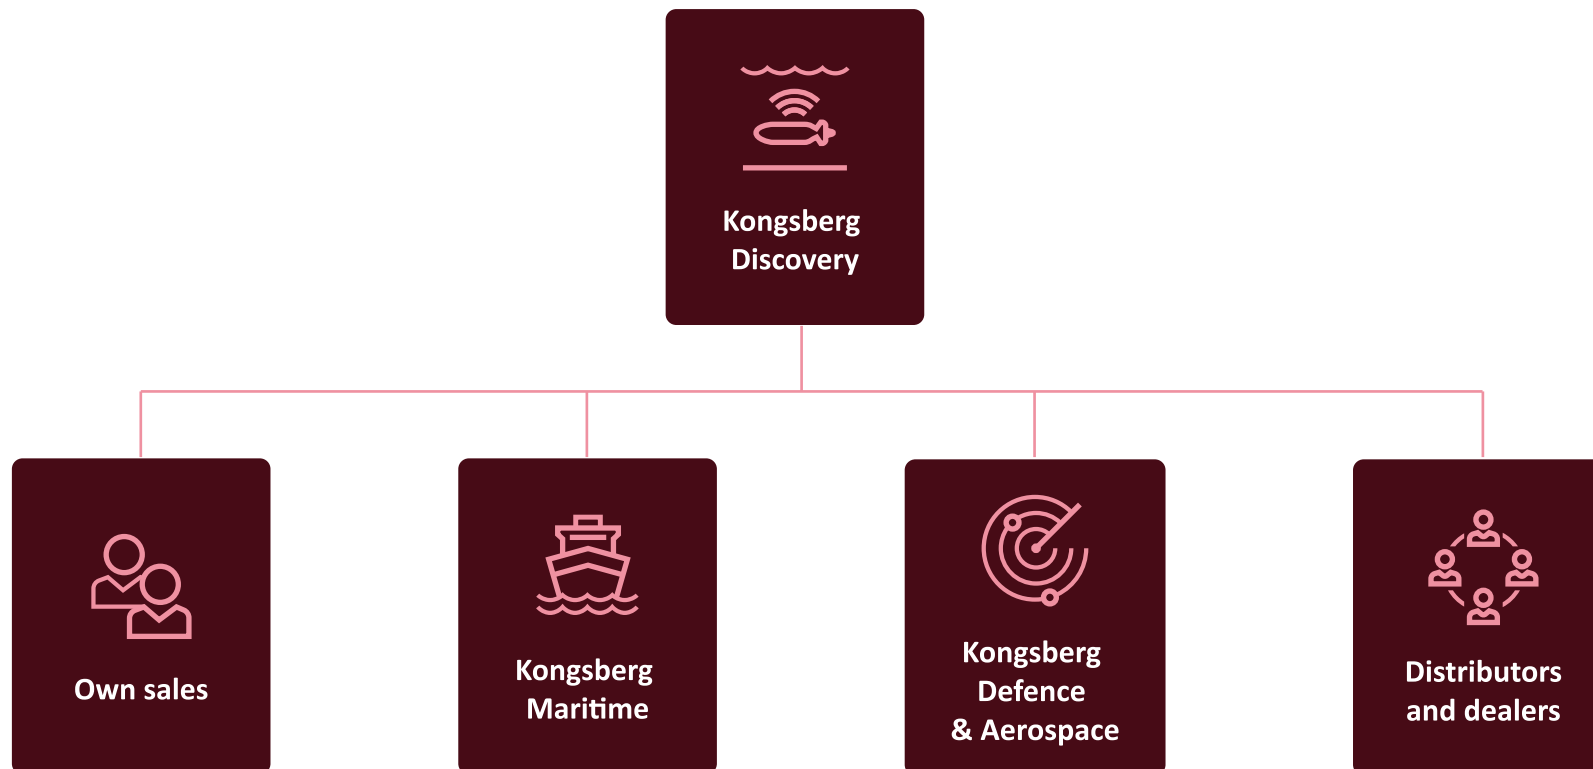 Kongsberg
Discovery
Own sales
Kongsberg
Maritime
Kongsberg
Defence
& Aerospace
Distributors
and dealers